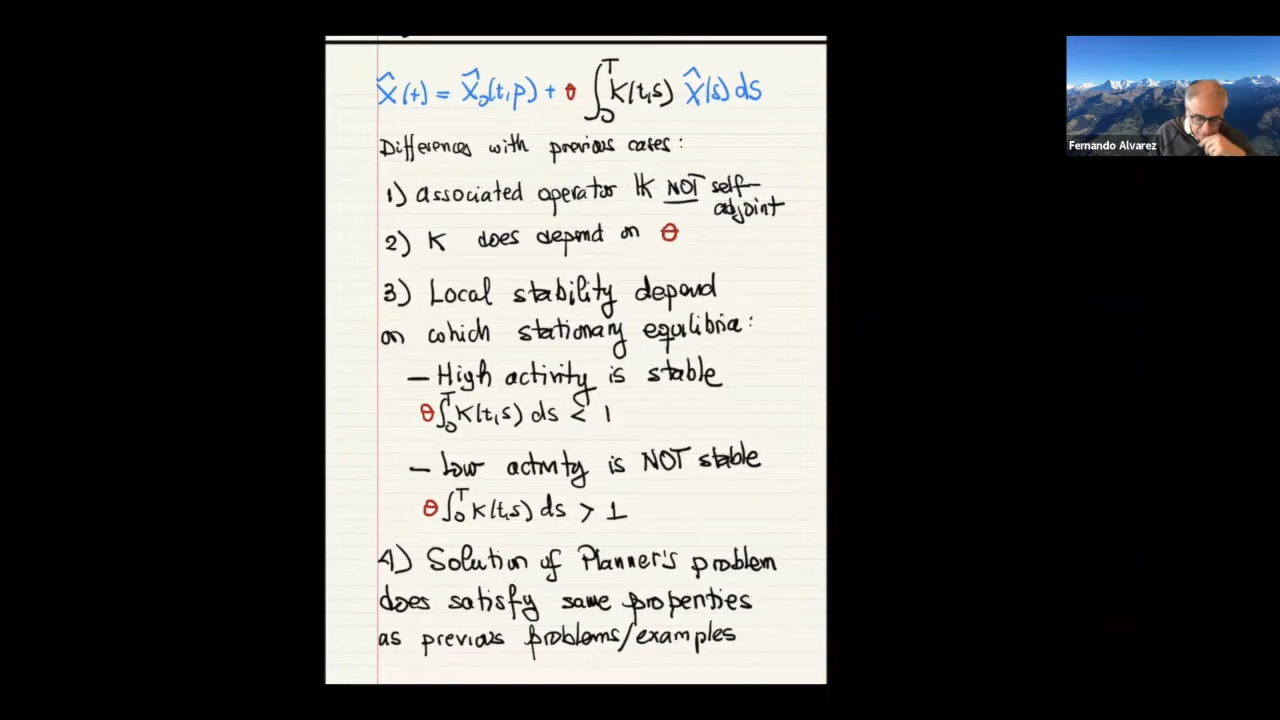 X̂(t) = X̂₀(t,p) + θ ∫₀ᵀ K(t,s) X̂(s) ds
Differences with previous cases:
1) Associated operator 𝕂 NOT self-
adjoint
2) K does depend on θ
3) Local stability depend
on which stationary equilibria:
– High activity is stable
θ∫₀ᵀ K(t,s) ds < 1
– Low activity is NOT stable
θ∫₀ᵀ K(t,s) ds > 1
4) Solution of Planner's problem
does satisfy same properties
as previous problems/examples
Fernando Alvarez